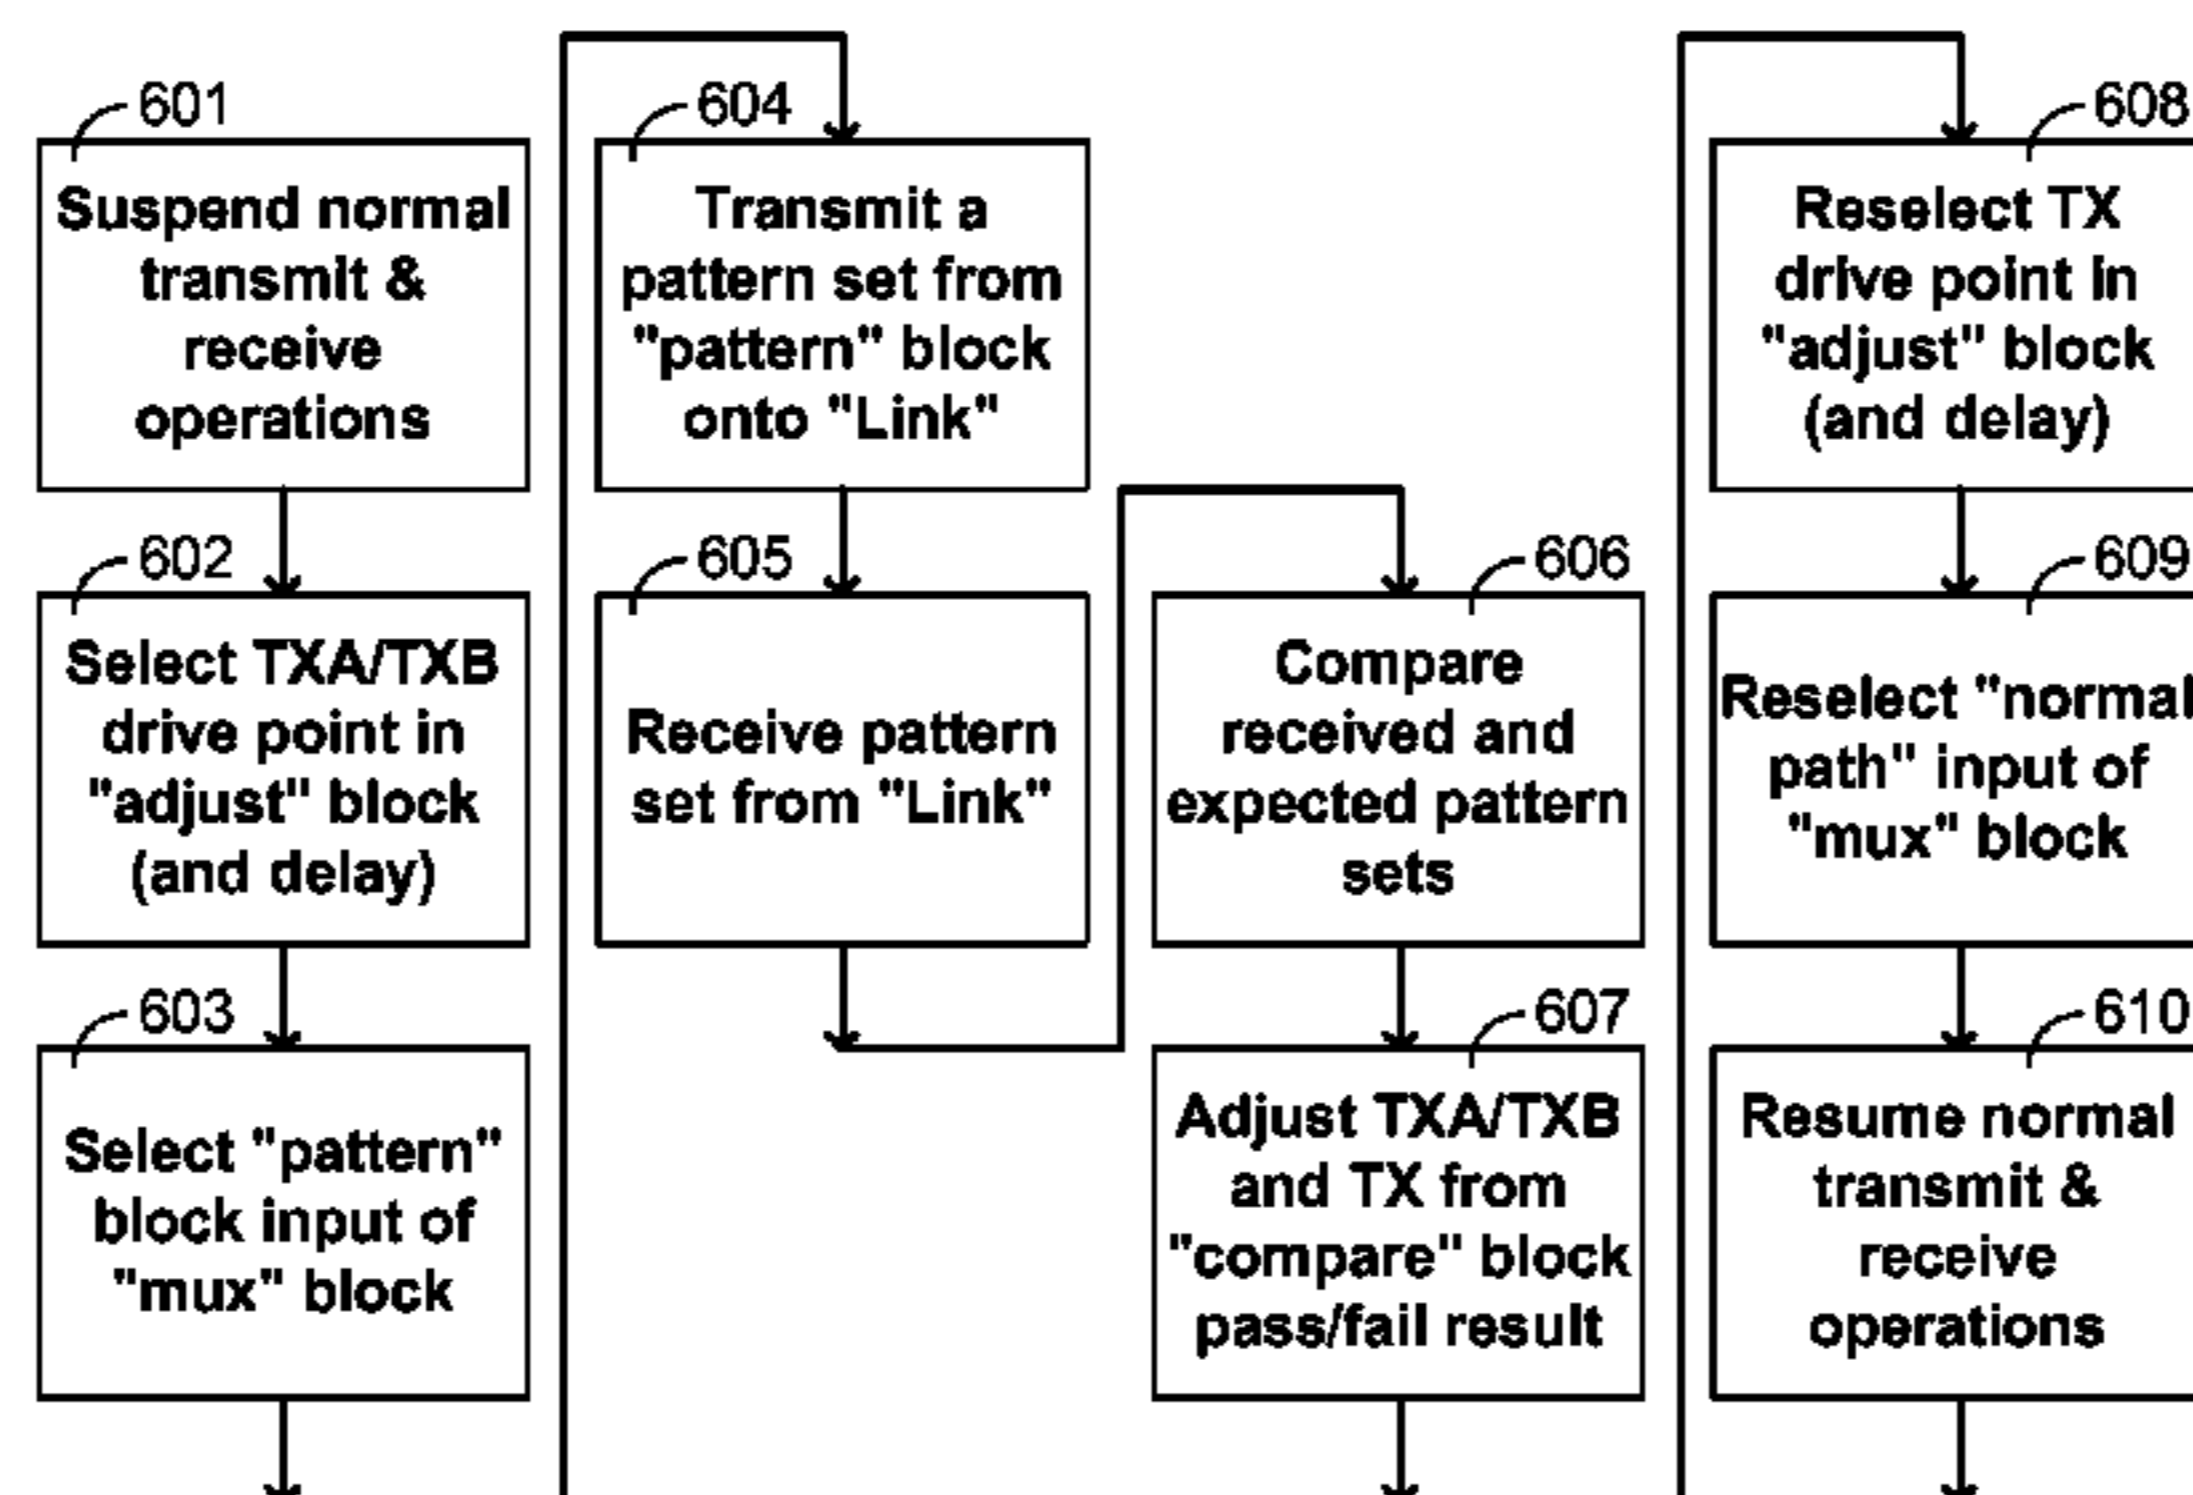 601
Suspend normal
transmit &
receive
operations
602
Select TXA/TXB
drive point in
"adjust" block
(and delay)
603
Select "pattern"
block input of
"mux" block
604
Transmit a
pattern set from
"pattern" block
onto "Link"
605
Receive pattern
set from "Link"
606
Compare
received and
expected pattern
sets
607
Adjust TXA/TXB
and TX from
"compare" block
pass/fail result
608
Reselect TX
drive point in
"adjust" block
(and delay)
609
Reselect "normal
path" input of
"mux" block
610
Resume normal
transmit &
receive
operations